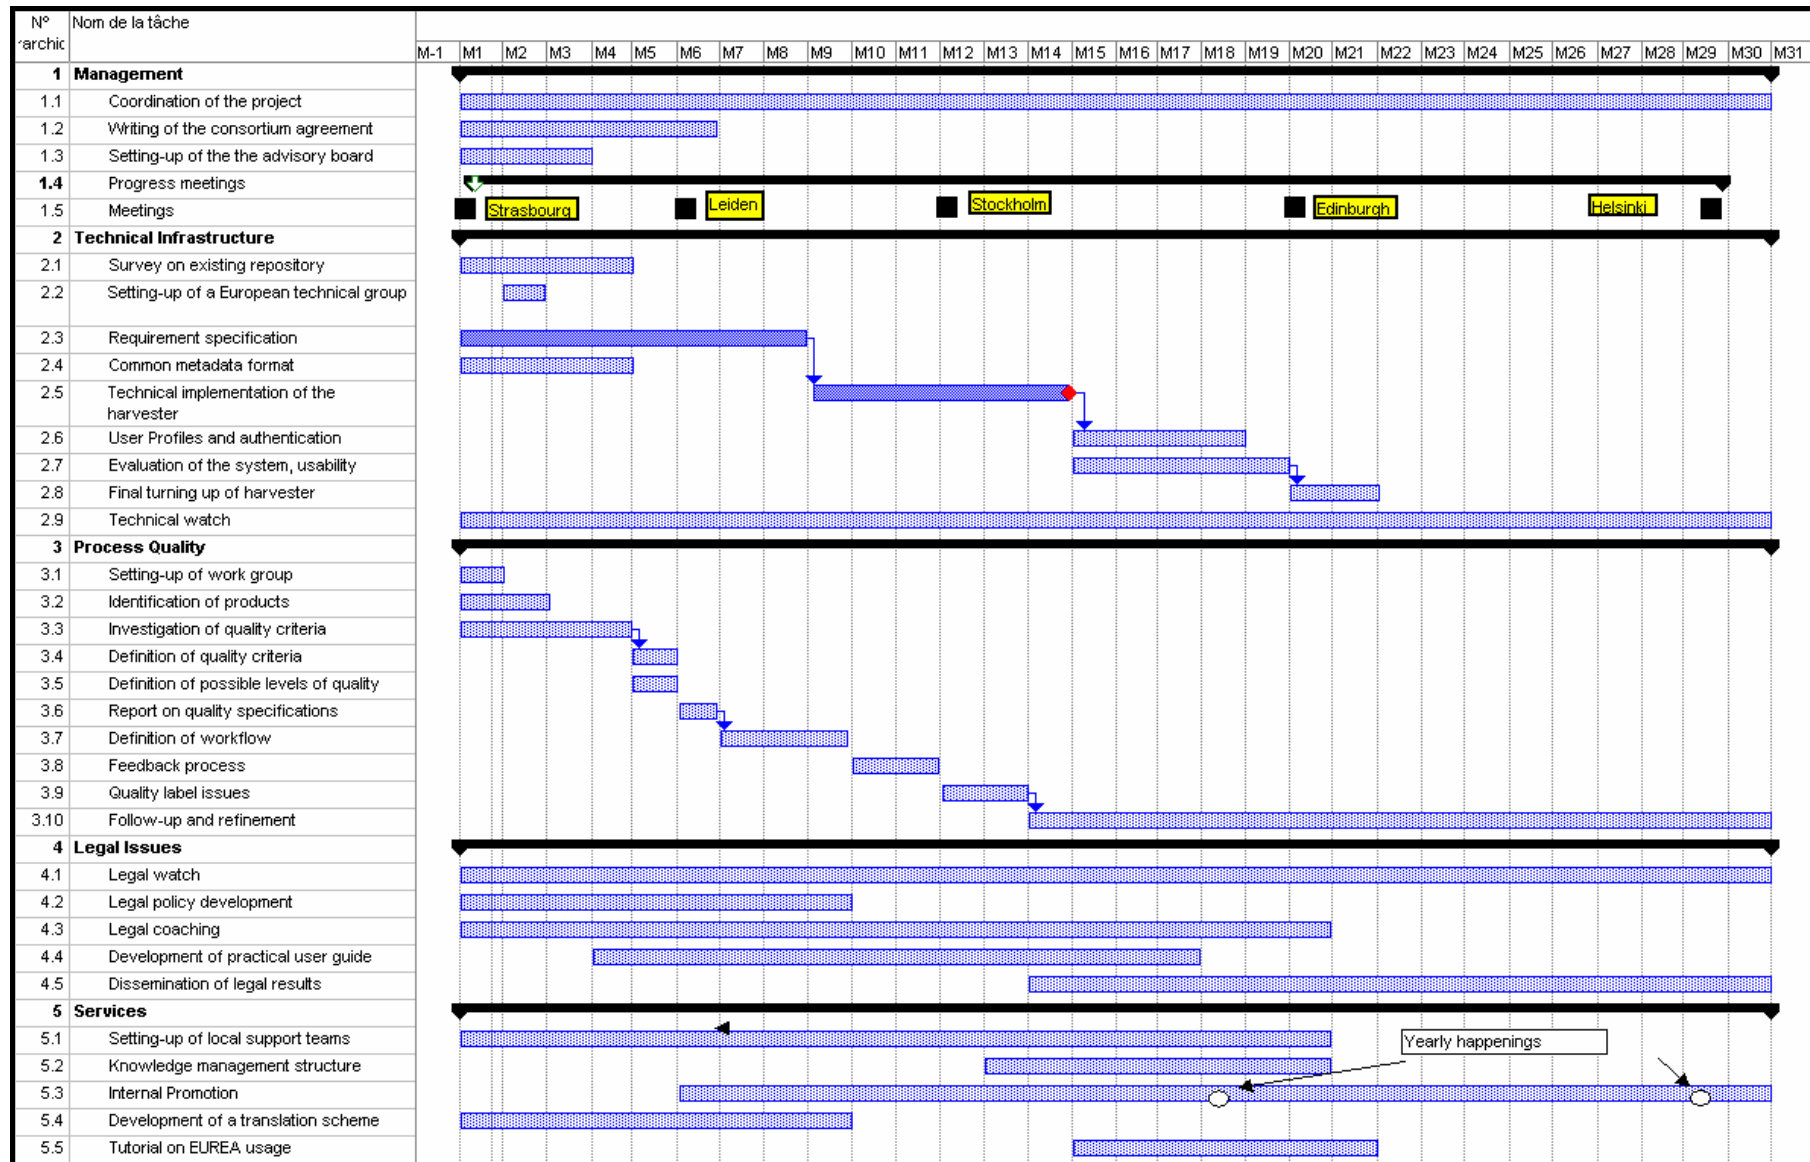 N° Nom de la tâche
archic
M-1 M1 M2 M3 M4 M5 M6 M7 M8 M9 M10 M11 M12 M13 M14 M15 M16 M17 M18 M19 M20 M21 M22 M23 M24 M25 M26 M27 M28 M29 M30 M31
1 Management
1.1 Coordination of the project
1.2 Writing of the consortium agreement
1.3 Setting-up of the the advisory board
1.4 Progress meetings
1.5 Meetings Strasbourg Leiden Stockholm Edinburgh Helsinki
2 Technical Infrastructure
2.1 Survey on existing repository
2.2 Setting-up of a European technical group
2.3 Requirement specification
2.4 Common metadata format
2.5 Technical implementation of the
harvester
2.6 User Profiles and authentication
2.7 Evaluation of the system, usability
2.8 Final turning up of harvester
2.9 Technical watch
3 Process Quality
3.1 Setting-up of work group
3.2 Identification of products
3.3 Investigation of quality criteria
3.4 Definition of quality criteria
3.5 Definition of possible levels of quality
3.6 Report on quality specifications
3.7 Definition of workflow
3.8 Feedback process
3.9 Quality label issues
3.10 Follow-up and refinement
4 Legal Issues
4.1 Legal watch
4.2 Legal policy development
4.3 Legal coaching
4.4 Development of practical user guide
4.5 Dissemination of legal results
5 Services
5.1 Setting-up of local support teams Yearly happenings
5.2 Knowledge management structure
5.3 Internal Promotion
5.4 Development of a translation scheme
5.5 Tutorial on EUREA usage